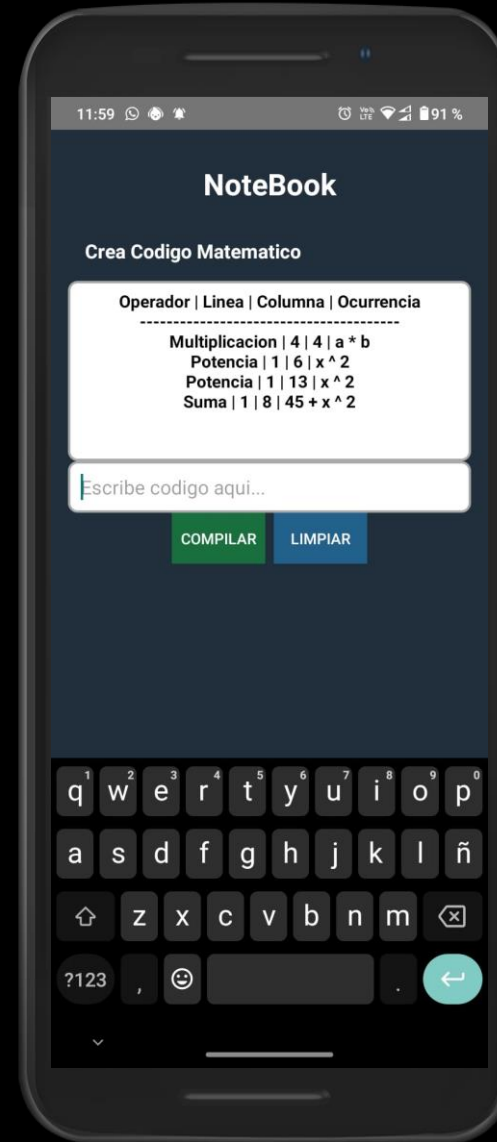 11:59 91 %
NoteBook
Crea Codigo Matematico
Operador | Linea | Columna | Ocurrencia
---------------------------------------
Multiplicacion | 4 | 4 | a * b
Potencia | 1 | 6 | x ^ 2
Potencia | 1 | 13 | x ^ 2
Suma | 1 | 8 | 45 + x ^ 2
Escribe codigo aqui...
COMPILAR LIMPIAR
1 2 3 4 5 6 7 8 9 0
q w e r t y u i o p
a s d f g h j k l ñ
z x c v b n m
?123 , .